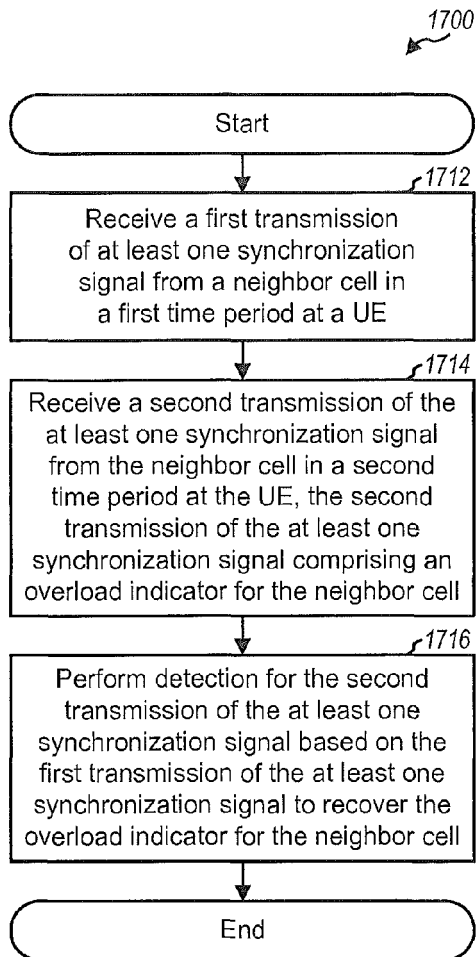 1700
Start
1712
Receive a first transmission
of at least one synchronization
signal from a neighbor cell in
a first time period at a UE
1714
Receive a second transmission of the
at least one synchronization signal
from the neighbor cell in a second
time period at the UE, the second
transmission of the at least one
synchronization signal comprising an
overload indicator for the neighbor cell
1716
Perform detection for the second
transmission of the at least one
synchronization signal based on the
first transmission of the at least one
synchronization signal to recover the
overload indicator for the neighbor cell
End